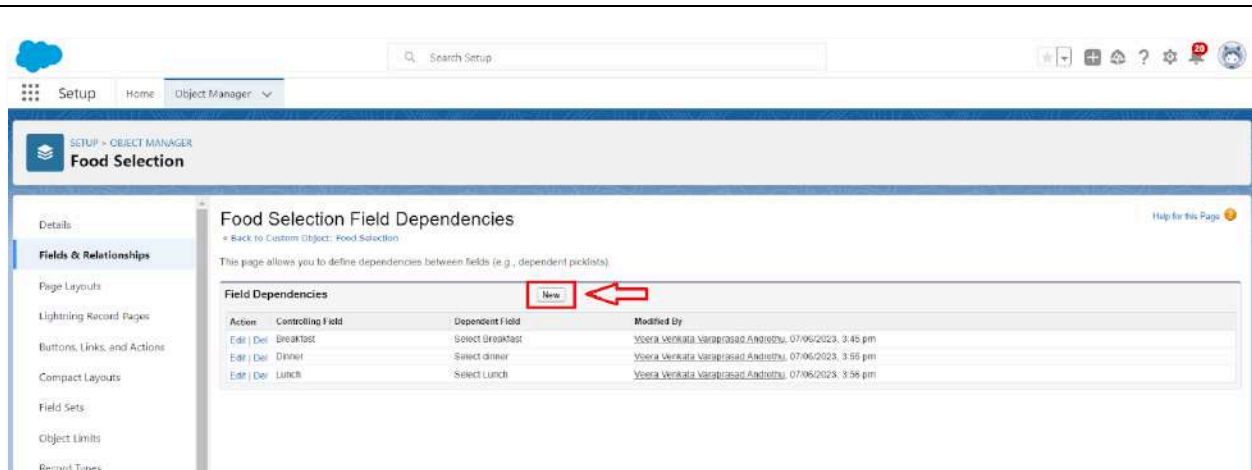 Search Setup
20
Setup Home Object Manager
SETUP > OBJECT MANAGER
Food Selection
Details
Fields & Relationships
Page Layouts
Lightning Record Pages
Buttons, Links, and Actions
Compact Layouts
Field Sets
Object Limits
Record Types
Food Selection Field Dependencies
Help for this Page
« Back to Custom Object: Food Selection
This page allows you to define dependencies between fields (e.g., dependent picklists).
Field Dependencies New
Action Controlling Field Dependent Field Modified By
Edit | Del Breakfast Select Breakfast Veera Venkata Varaprasad Androthu, 07/06/2023, 3:45 pm
Edit | Del Dinner Select dinner Veera Venkata Varaprasad Androthu, 07/06/2023, 3:55 pm
Edit | Del Lunch Select Lunch Veera Venkata Varaprasad Androthu, 07/06/2023, 3:56 pm